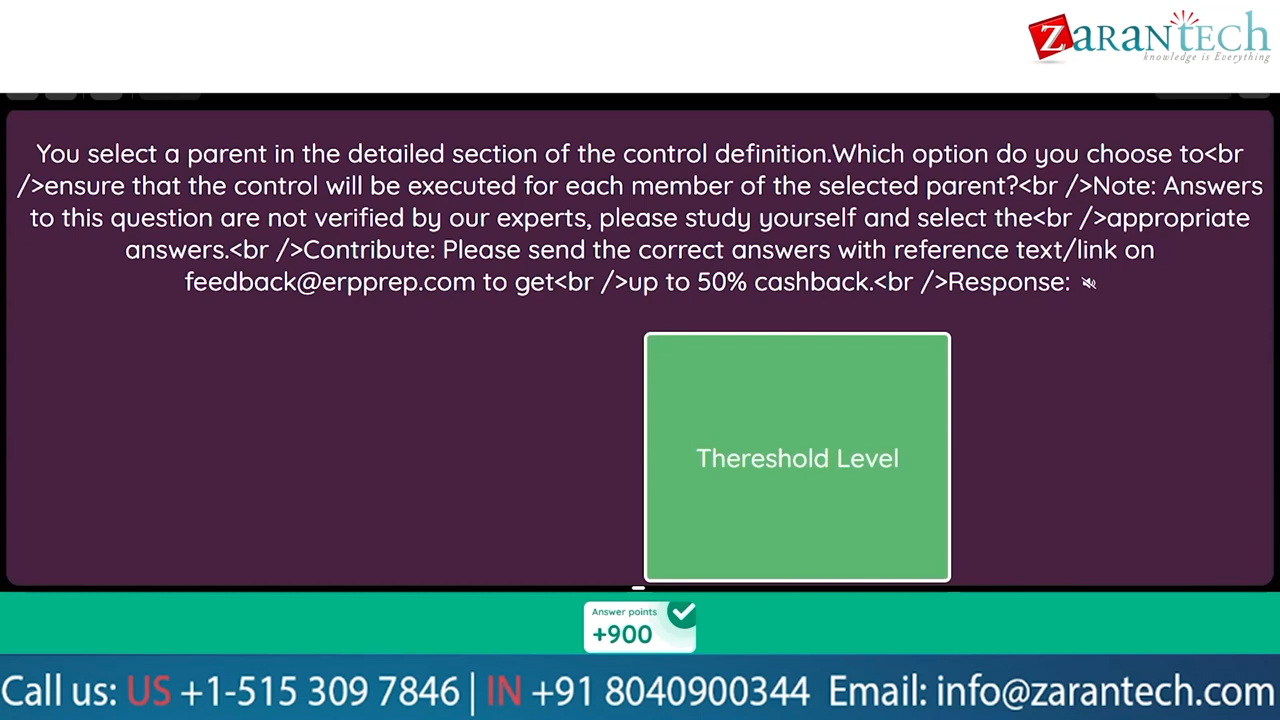 ZARANTECH
knowledge is Everything
You select a parent in the detailed section of the control definition.Which option do you choose to<br
/>ensure that the control will be executed for each member of the selected parent?<br />Note: Answers
to this question are not verified by our experts, please study yourself and select the<br />appropriate
answers.<br />Contribute: Please send the correct answers with reference text/link on
feedback@erpprep.com to get<br />up to 50% cashback.<br />Response:
Thereshold Level
Answer points
+900
Call us: US +1-515 309 7846 | IN +91 8040900344 Email: info@zarantech.com